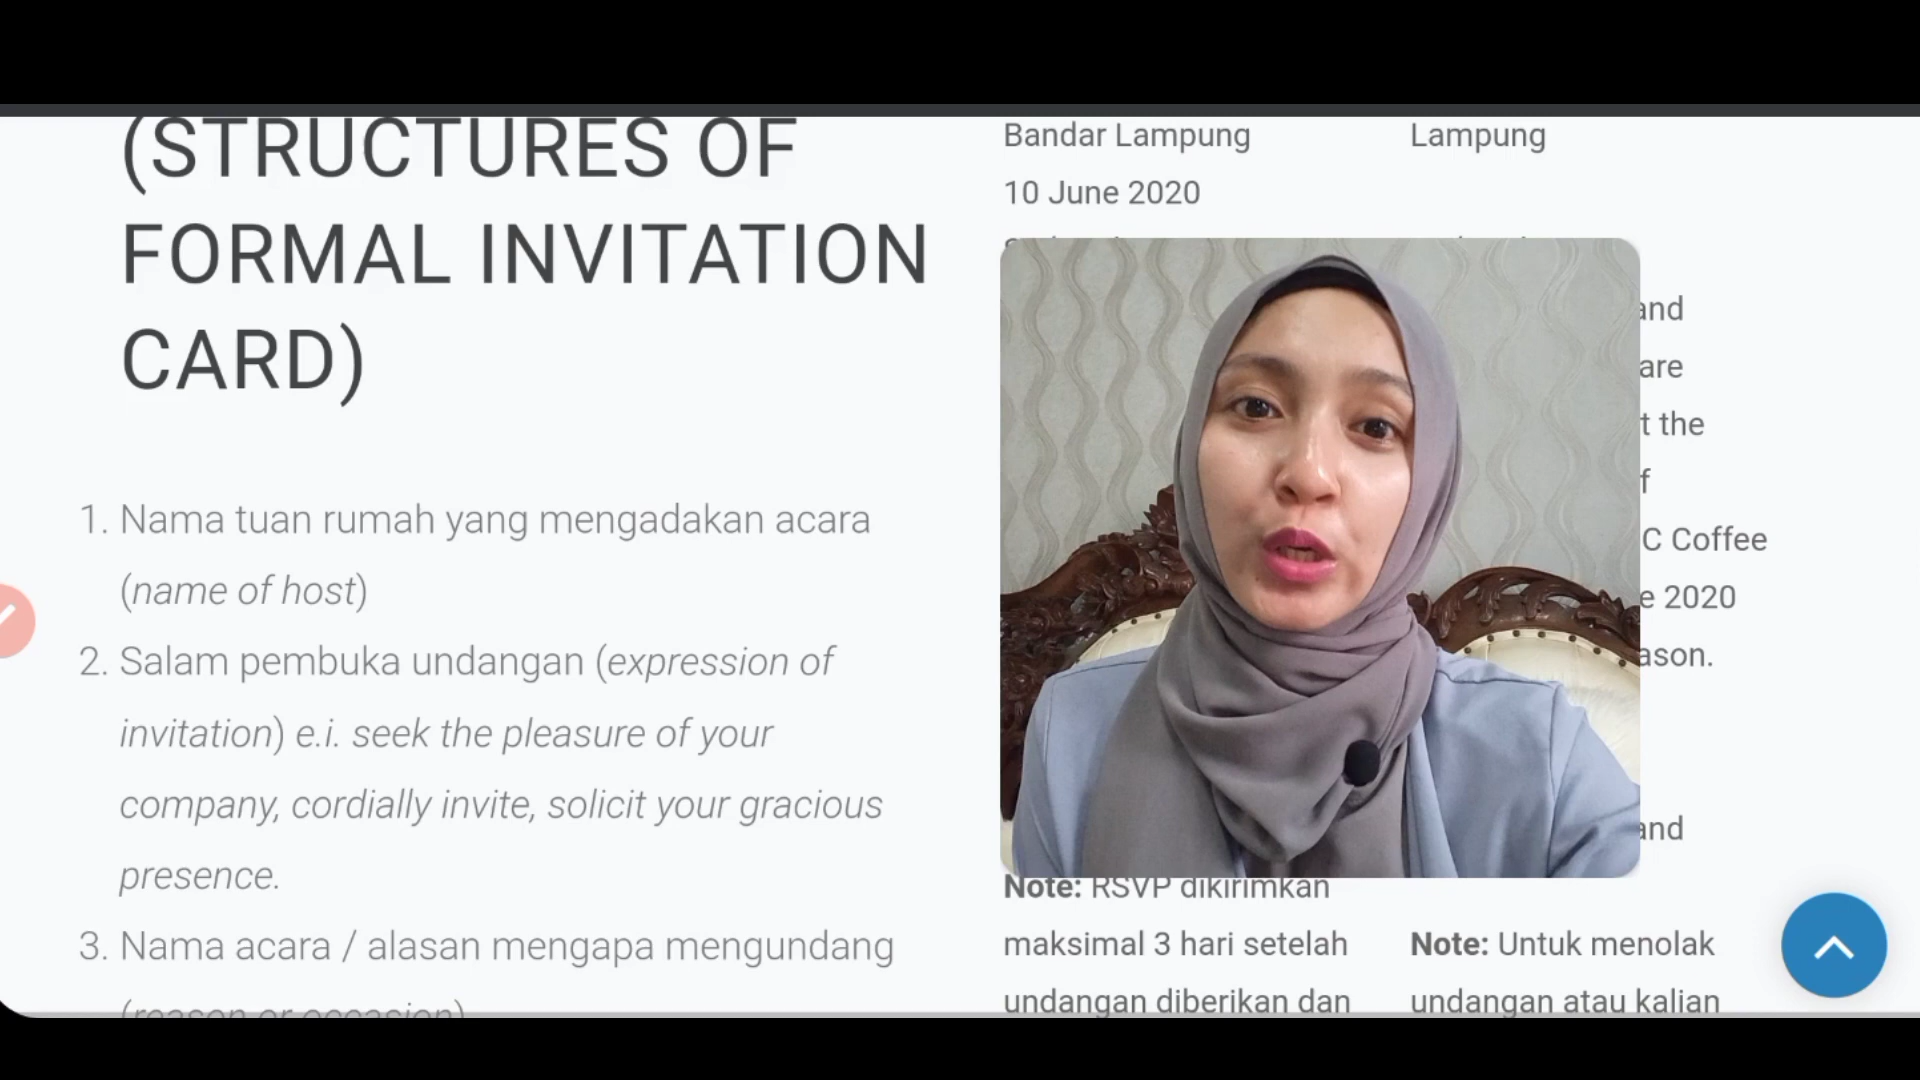 (STRUCTURES OF
FORMAL INVITATION
CARD)
1. Nama tuan rumah yang mengadakan acara
(name of host)
2. Salam pembuka undangan (expression of
invitation) e.i. seek the pleasure of your
company, cordially invite, solicit your gracious
presence.
3. Nama acara / alasan mengapa mengundang
(reason or occasion)
Bandar Lampung
10 June 2020
Note: RSVP dikirimkan
maksimal 3 hari setelah
undangan diberikan dan
Lampung
and
are
t the
f
C Coffee
e 2020
ason.
and
Note: Untuk menolak
undangan atau kalian